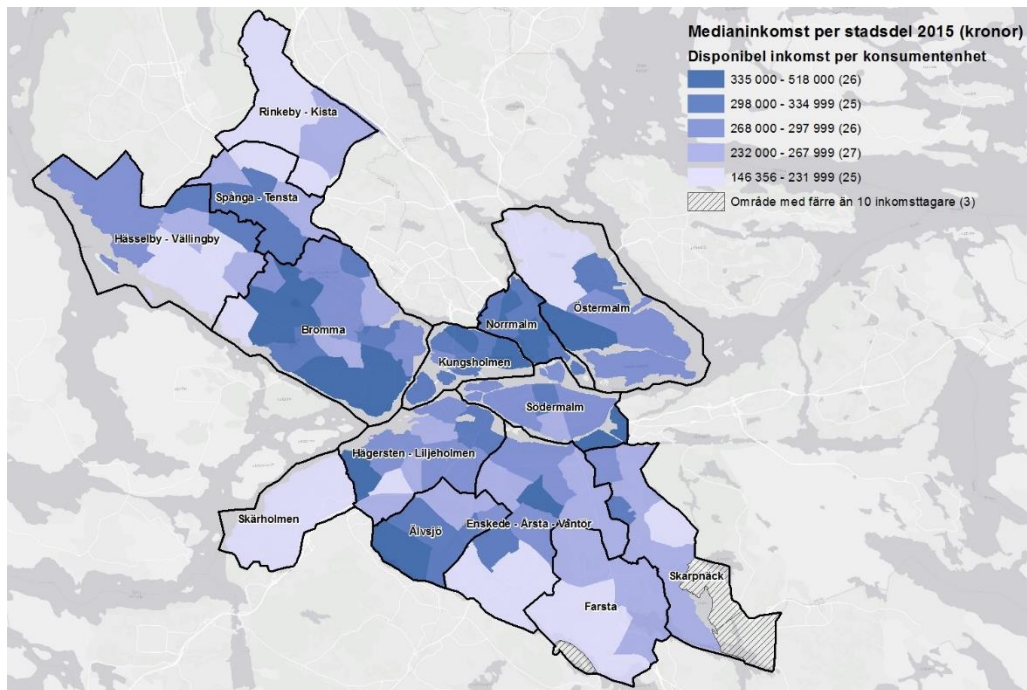 Medianinkomst per stadsdel 2015 (kronor)
Disponibel inkomst per konsumentenhet
335 000 - 518 000 (26)
298 000 - 334 999 (25)
268 000 - 297 999 (26)
232 000 - 267 999 (27)
146 356 - 231 999 (25)
Område med färre än 10 inkomsttagare (3)
Rinkeby - Kista
Spånga - Tensta
Hässelby - Vällingby
Bromma
Norrmalm
Östermalm
Kungsholmen
Södermalm
Hägersten - Liljeholmen
Skärholmen
Älvsjö
Enskede - Årsta - Vantör
Skarpnäck
Farsta